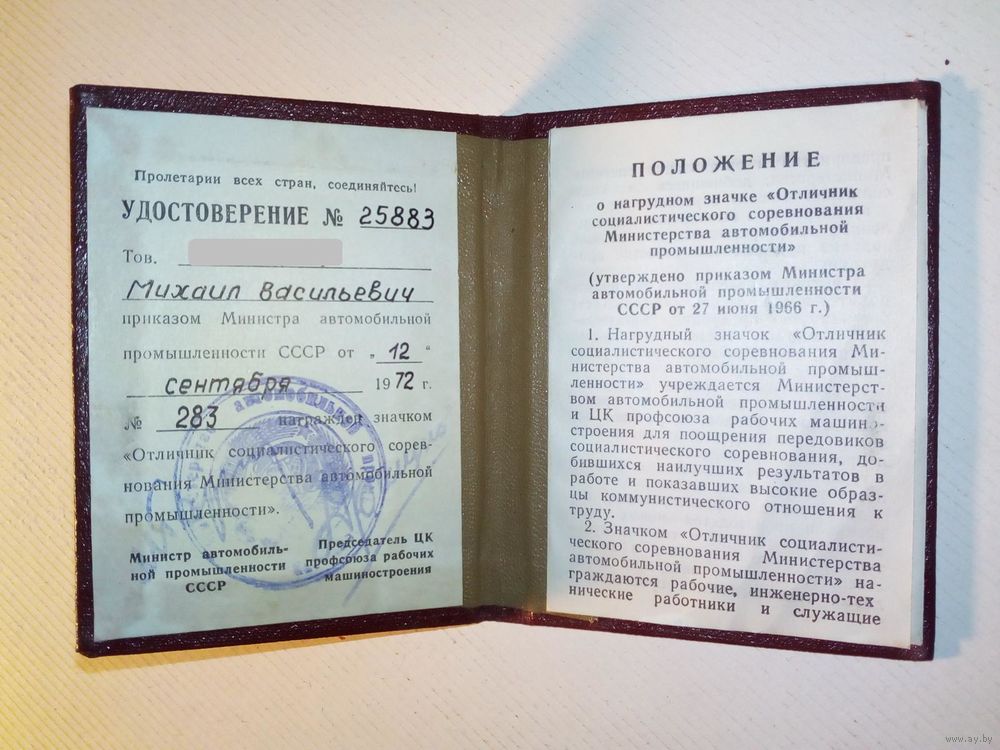 Пролетарии всех стран, соединяйтесь!
УДОСТОВЕРЕНИЕ № 25883
Тов.
Михаил Васильевич
приказом Министра автомобильной
промышленности СССР от „ 12 “
сентября 1972 г.
№ 283 награжден значком
«Отличник социалистического сорев-
нования Министерства автомобильной
промышленности».
Министр автомобиль-
ной промышленности
СССР
Председатель ЦК
профсоюза рабочих
машиностроения
автомобильной
ПОЛОЖЕНИЕ
о нагрудном значке «Отличник
социалистического соревнования
Министерства автомобильной
промышленности»
(утверждено приказом Министра
автомобильной промышленности
СССР от 27 июня 1966 г.)
1. Нагрудный значок «Отличник
социалистического соревнования Ми-
нистерства автомобильной промыш-
ленности» учреждается Министерст-
вом автомобильной промышленности
и ЦК профсоюза рабочих машино-
строения для поощрения передовиков
социалистического соревнования, до-
бившихся наилучших результатов в
работе и показавших высокие образ-
цы коммунистического отношения к
труду.
2. Значком «Отличник социалисти-
ческого соревнования Министерства
автомобильной промышленности» на-
граждаются рабочие, инженерно-тех
нические работники и служащие
www.ay.by